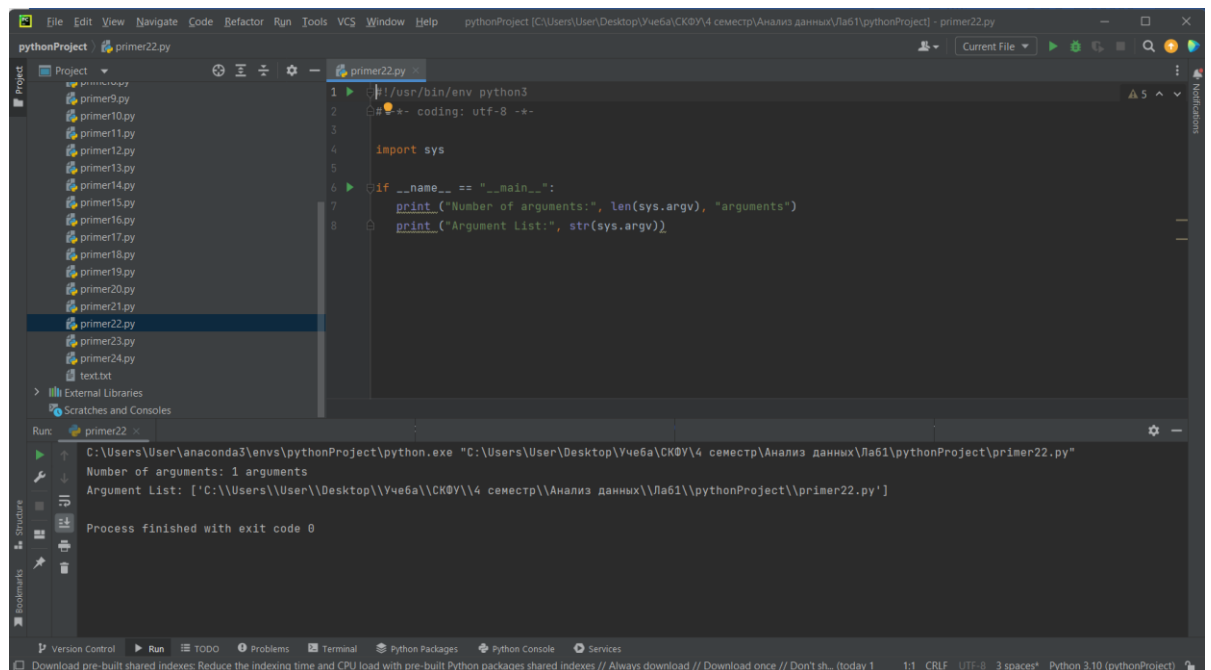 File Edit View Navigate Code Refactor Run Tools VCS Window Help pythonProject [C:\Users\User\Desktop\Учеба\СКФУ\4 семестр\Анализ данных\Лаб1\pythonProject] - primer22.py
pythonProject primer22.py Current File
Project primer22.py
Project
primer9.py
primer10.py
primer11.py
primer12.py
primer13.py
primer14.py
primer15.py
primer16.py
primer17.py
primer18.py
primer19.py
primer20.py
primer21.py
primer22.py
primer23.py
primer24.py
text.txt
External Libraries
Scratches and Consoles
1 #!/usr/bin/env python3
2 # -*- coding: utf-8 -*-
3
4 import sys
5
6 if __name__ == "__main__":
7 print ("Number of arguments:", len(sys.argv), "arguments")
8 print ("Argument List:", str(sys.argv))
5
Notifications
Run: primer22
C:\Users\User\anaconda3\envs\pythonProject\python.exe "C:\Users\User\Desktop\Учеба\СКФУ\4 семестр\Анализ данных\Лаб1\pythonProject\primer22.py"
Number of arguments: 1 arguments
Argument List: ['C:\\Users\\User\\Desktop\\Учеба\\СКФУ\\4 семестр\\Анализ данных\\Лаб1\\pythonProject\\primer22.py']
Process finished with exit code 0
Structure
Bookmarks
Version Control Run TODO Problems Terminal Python Packages Python Console Services
Download pre-built shared indexes: Reduce the indexing time and CPU load with pre-built Python packages shared indexes // Always download // Download once // Don't sh... (today 1 1:1 CRLF UTF-8 3 spaces* Python 3.10 (pythonProject)